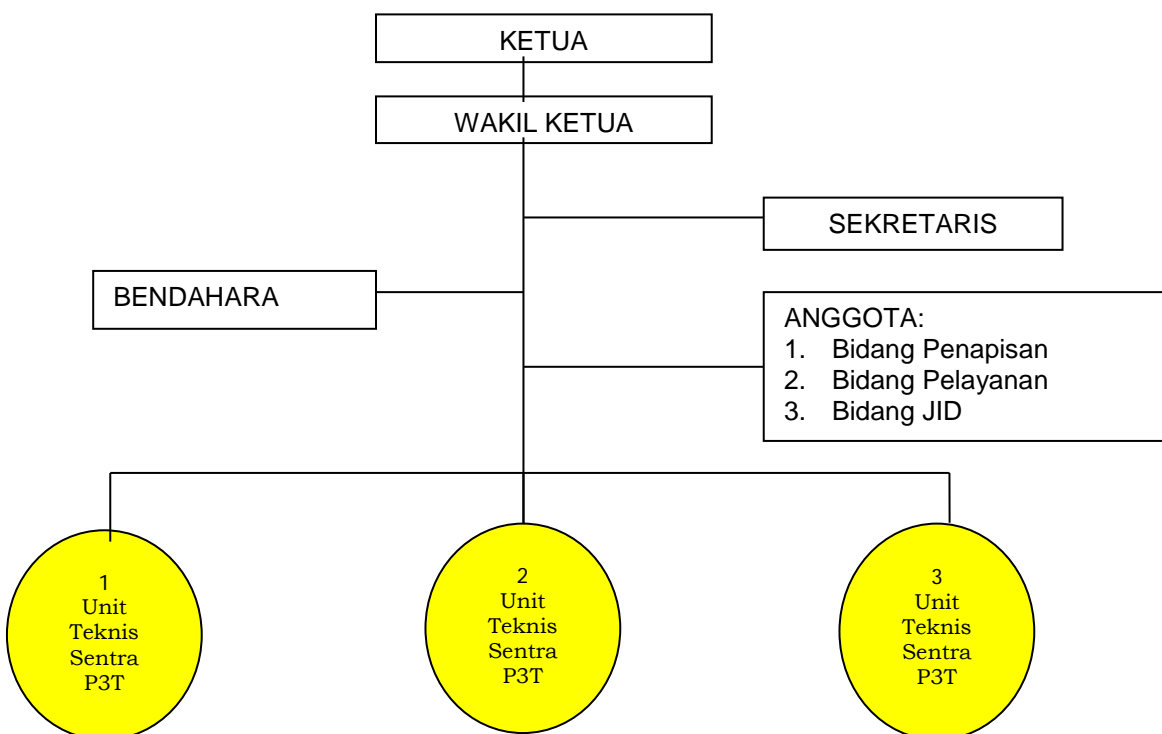 KETUA
WAKIL KETUA
SEKRETARIS
BENDAHARA
ANGGOTA:
1. Bidang Penapisan
2. Bidang Pelayanan
3. Bidang JID
1
Unit
Teknis
Sentra
P3T
2
Unit
Teknis
Sentra
P3T
3
Unit
Teknis
Sentra
P3T